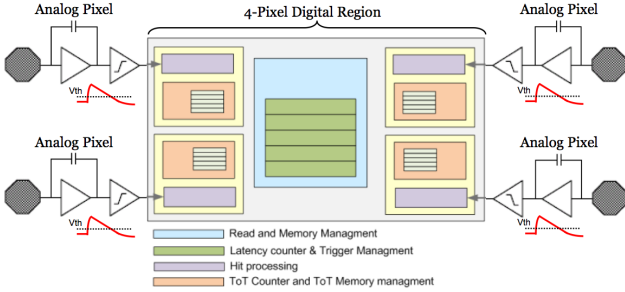 4-Pixel Digital Region
Analog Pixel
Analog Pixel
Vth
Vth
Analog Pixel
Analog Pixel
Vth
Vth
Read and Memory Managment
Latency counter & Trigger Managment
Hit processing
ToT Counter and ToT Memory managment